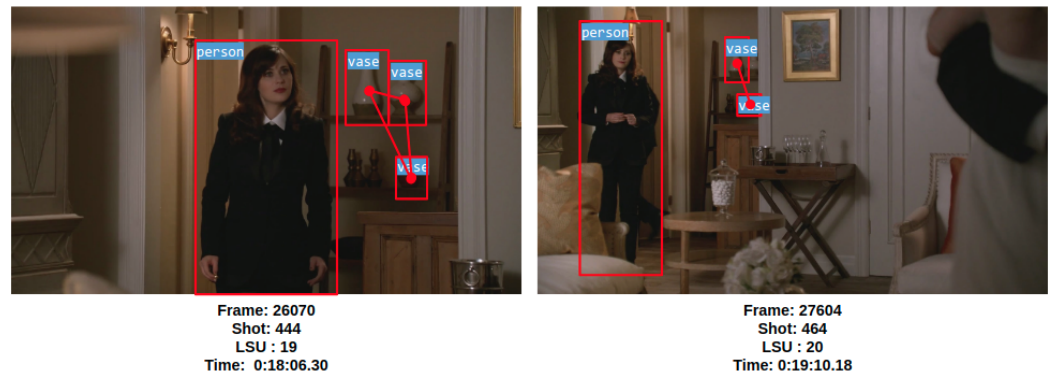 person
vase
vase
vase
Frame: 26070
Shot: 444
LSU : 19
Time:  0:18:06.30
person
vase
vase
Frame: 27604
Shot: 464
LSU : 20
Time: 0:19:10.18